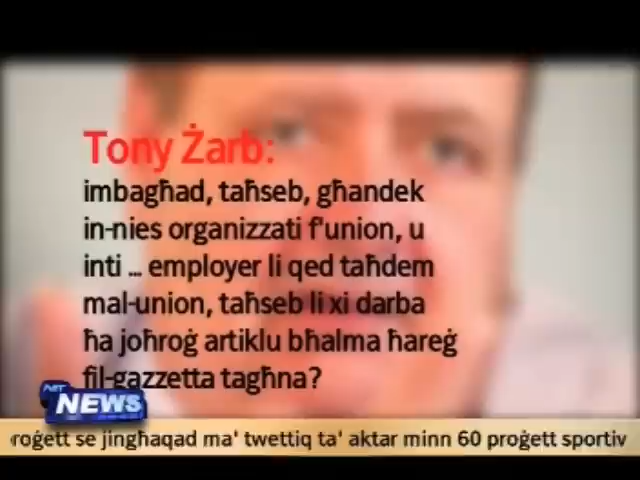 Tony Żarb:
imbagħad, taħseb, għandek
in-nies organizzati f'union, u
inti ... employer li qed taħdem
mal-union, taħseb li xi darba
ħa joħroġ artiklu bħalma ħareġ
fil-gazzetta tagħna?
NET
NEWS
roġett se jingħaqad ma' twettiq ta' aktar minn 60 proġett sportiv